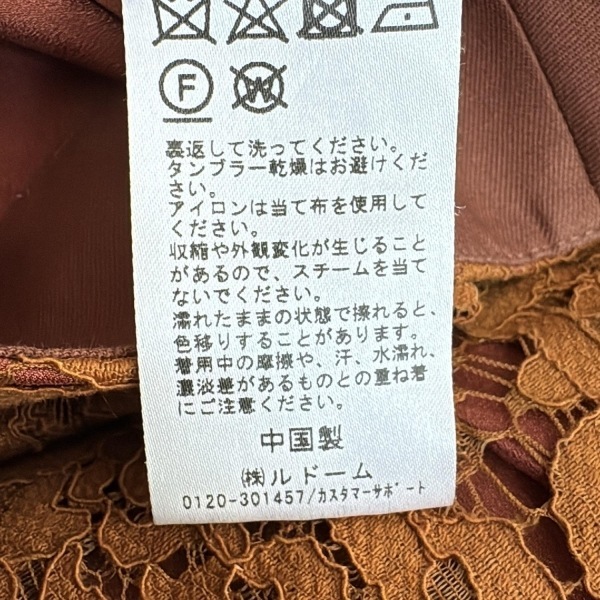 F
W
裏返して洗ってください。
タンブラー乾燥はお避けくだ
さい。
アイロンは当て布を使用して
ください。
収縮や外観変化が生じること
があるので、スチームを当て
ないでください。
濡れたままの状態で擦れると、
色移りすることがあります。
着用中の摩擦や、汗、水濡れ、
濃淡差があるものとの重ね着
にご注意ください。
中国製
㈱ルドーム
0120-301457/ｶｽﾀﾏｰｻﾎﾟｰﾄ